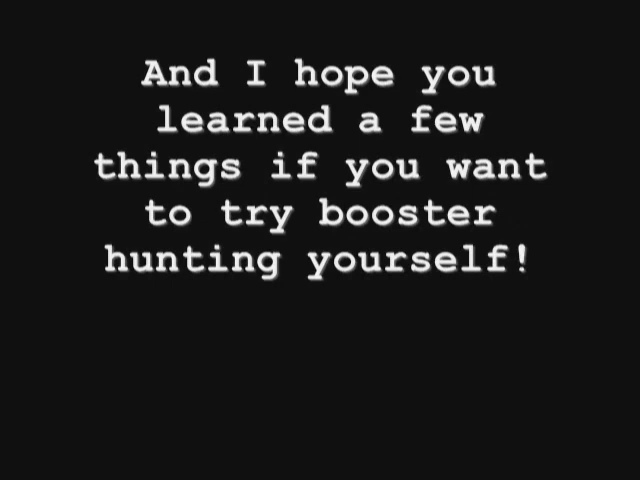 And I hope you
learned a few
things if you want
to try booster
hunting yourself!